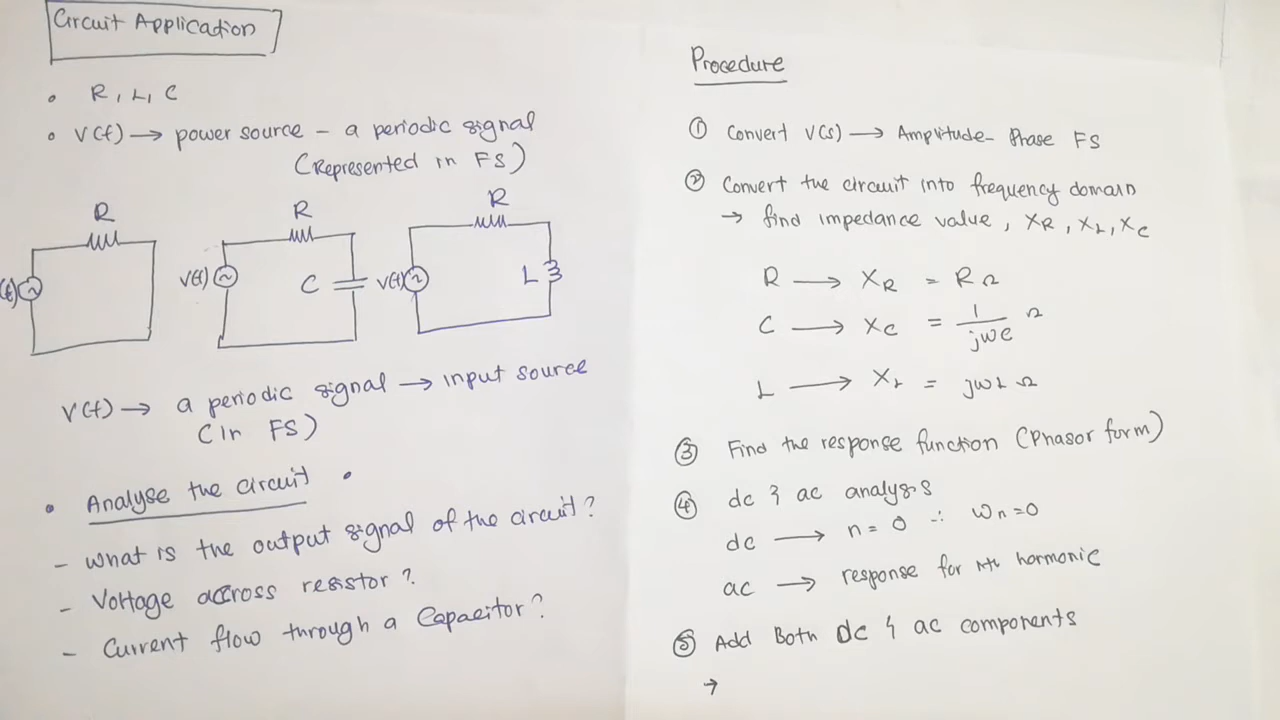 Circuit Application
• R, L, C
• V(t) → power source – a periodic signal
(Represented in FS)
R
R
R
(t)
V(t)
C
V(t)
L
V(t) → a periodic signal → input source
(in FS)
• Analyse the circuit •
- What is the output signal of the circuit?
- Voltage across resistor?
- Current flow through a Capacitor?
Procedure
① Convert V(s) → Amplitude- Phase FS
② Convert the circuit into frequency domain
→ find impedance value, XR, XL, XC
R → XR = R Ω
C → XC = 1/jωC Ω
L → XL = jωL Ω
③ Find the response function (Phasor form)
④ dc & ac analysis
dc → n = 0 ∴ ωn = 0
ac → response for nth harmonic
⑤ Add Both dc & ac components
→